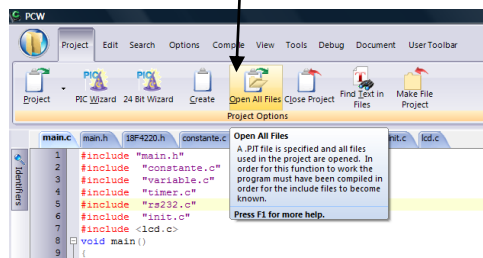 PCW
Project Edit Search Options Compile View Tools Debug Document User Toolbar
Project PIC Wizard 24 Bit Wizard Create Open All Files Close Project Find Text in Files Make File Project
Project Options
main.c main.h 18F4220.h constante.c init.c lcd.c
Open All Files
A .PJT file is specified and all files
used in the project are opened. In
order for this function to work the
program must have been compiled in
order for the include files to become
known.
Press F1 for more help.
Identifiers
1 #include "main.h"
2 #include "constante.c"
3 #include "variable.c"
4 #include "timer.c"
5 #include "rs232.c"
6 #include "init.c"
7 #include <lcd.c>
8 void main()
9 {